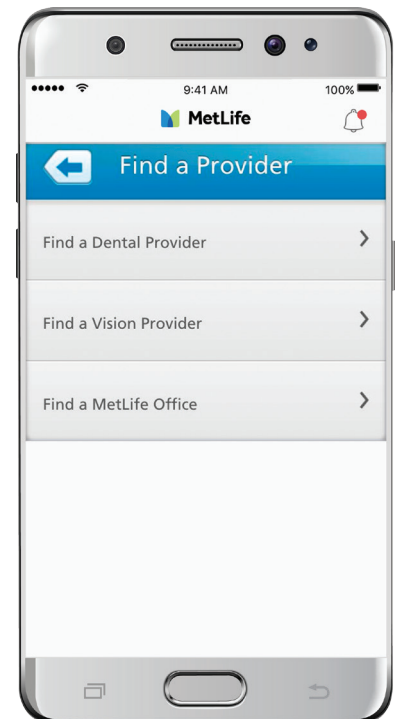 9:41 AM
100%
MetLife
Find a Provider
Find a Dental Provider
Find a Vision Provider
Find a MetLife Office